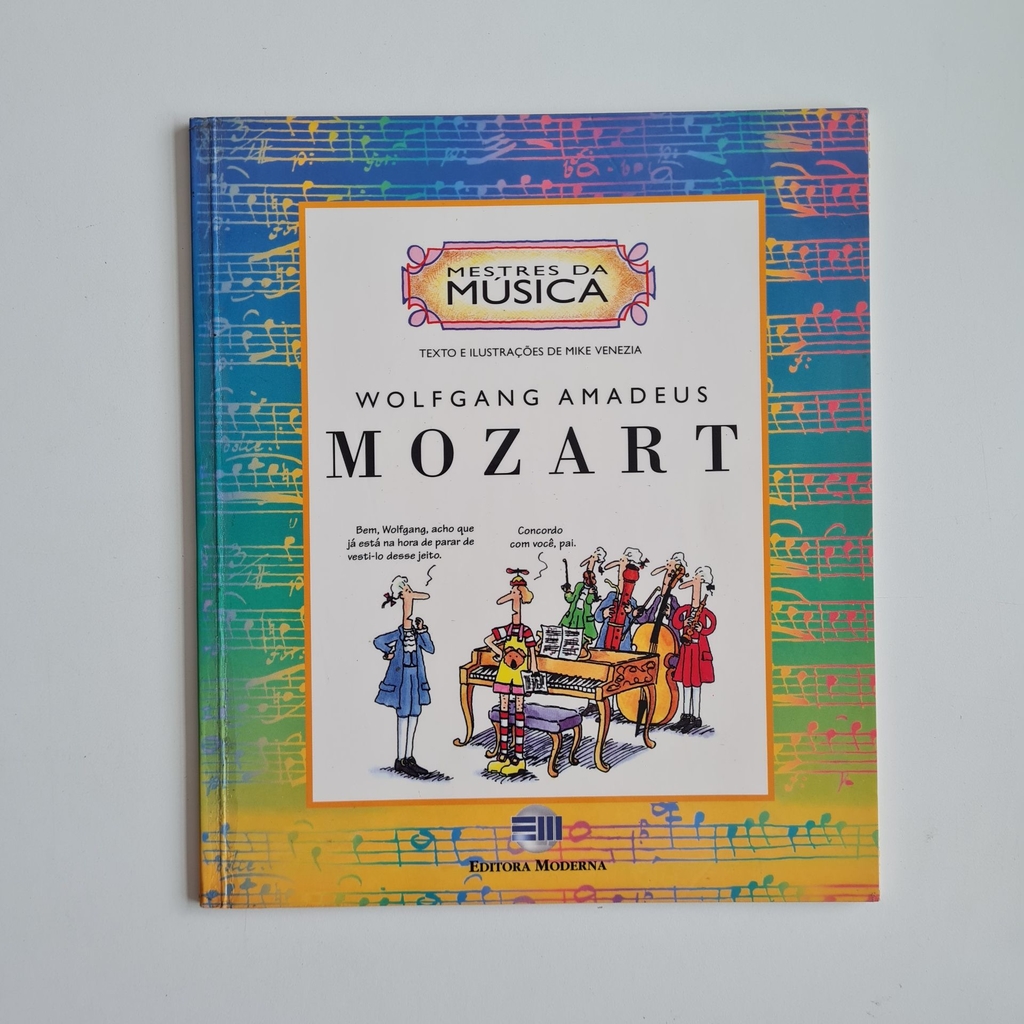 MESTRES DA
MÚSICA
TEXTO E ILUSTRAÇÕES DE MIKE VENEZIA
WOLFGANG AMADEUS
MOZART
Bem, Wolfgang, acho que
já está na hora de parar de
vesti-lo desse jeito.
Concordo
com você, pai.
EDITORA MODERNA